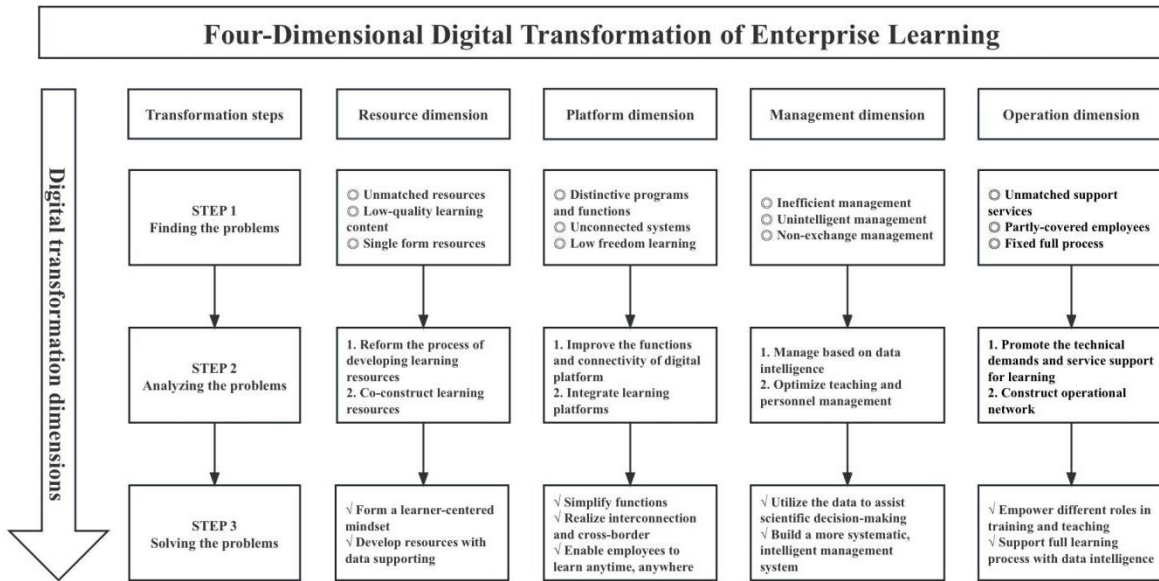 Four-Dimensional Digital Transformation of Enterprise Learning
Digital transformation dimensions
Transformation steps
Resource dimension
Platform dimension
Management dimension
Operation dimension
STEP 1
Finding the problems
◎ Unmatched resources
◎ Low-quality learning
content
◎ Single form resources
◎ Distinctive programs
and functions
◎ Unconnected systems
◎ Low freedom learning
◎ Inefficient management
◎ Unintelligent management
◎ Non-exchange management
◎ Unmatched support
services
◎ Partly-covered employees
◎ Fixed full process
STEP 2
Analyzing the problems
1. Reform the process of
developing learning
resources
2. Co-construct learning
resources
1. Improve the functions
and connectivity of digital
platform
2. Integrate learning
platforms
1. Manage based on data
intelligence
2. Optimize teaching and
personnel management
1. Promote the technical
demands and service support
for learning
2. Construct operational
network
STEP 3
Solving the problems
√ Form a learner-centered
mindset
√ Develop resources with
data supporting
√ Simplify functions
√ Realize interconnection
and cross-border
√ Enable employees to
learn anytime, anywhere
√ Utilize the data to assist
scientific decision-making
√ Build a more systematic,
intelligent management
system
√ Empower different roles in
training and teaching
√ Support full learning
process with data intelligence